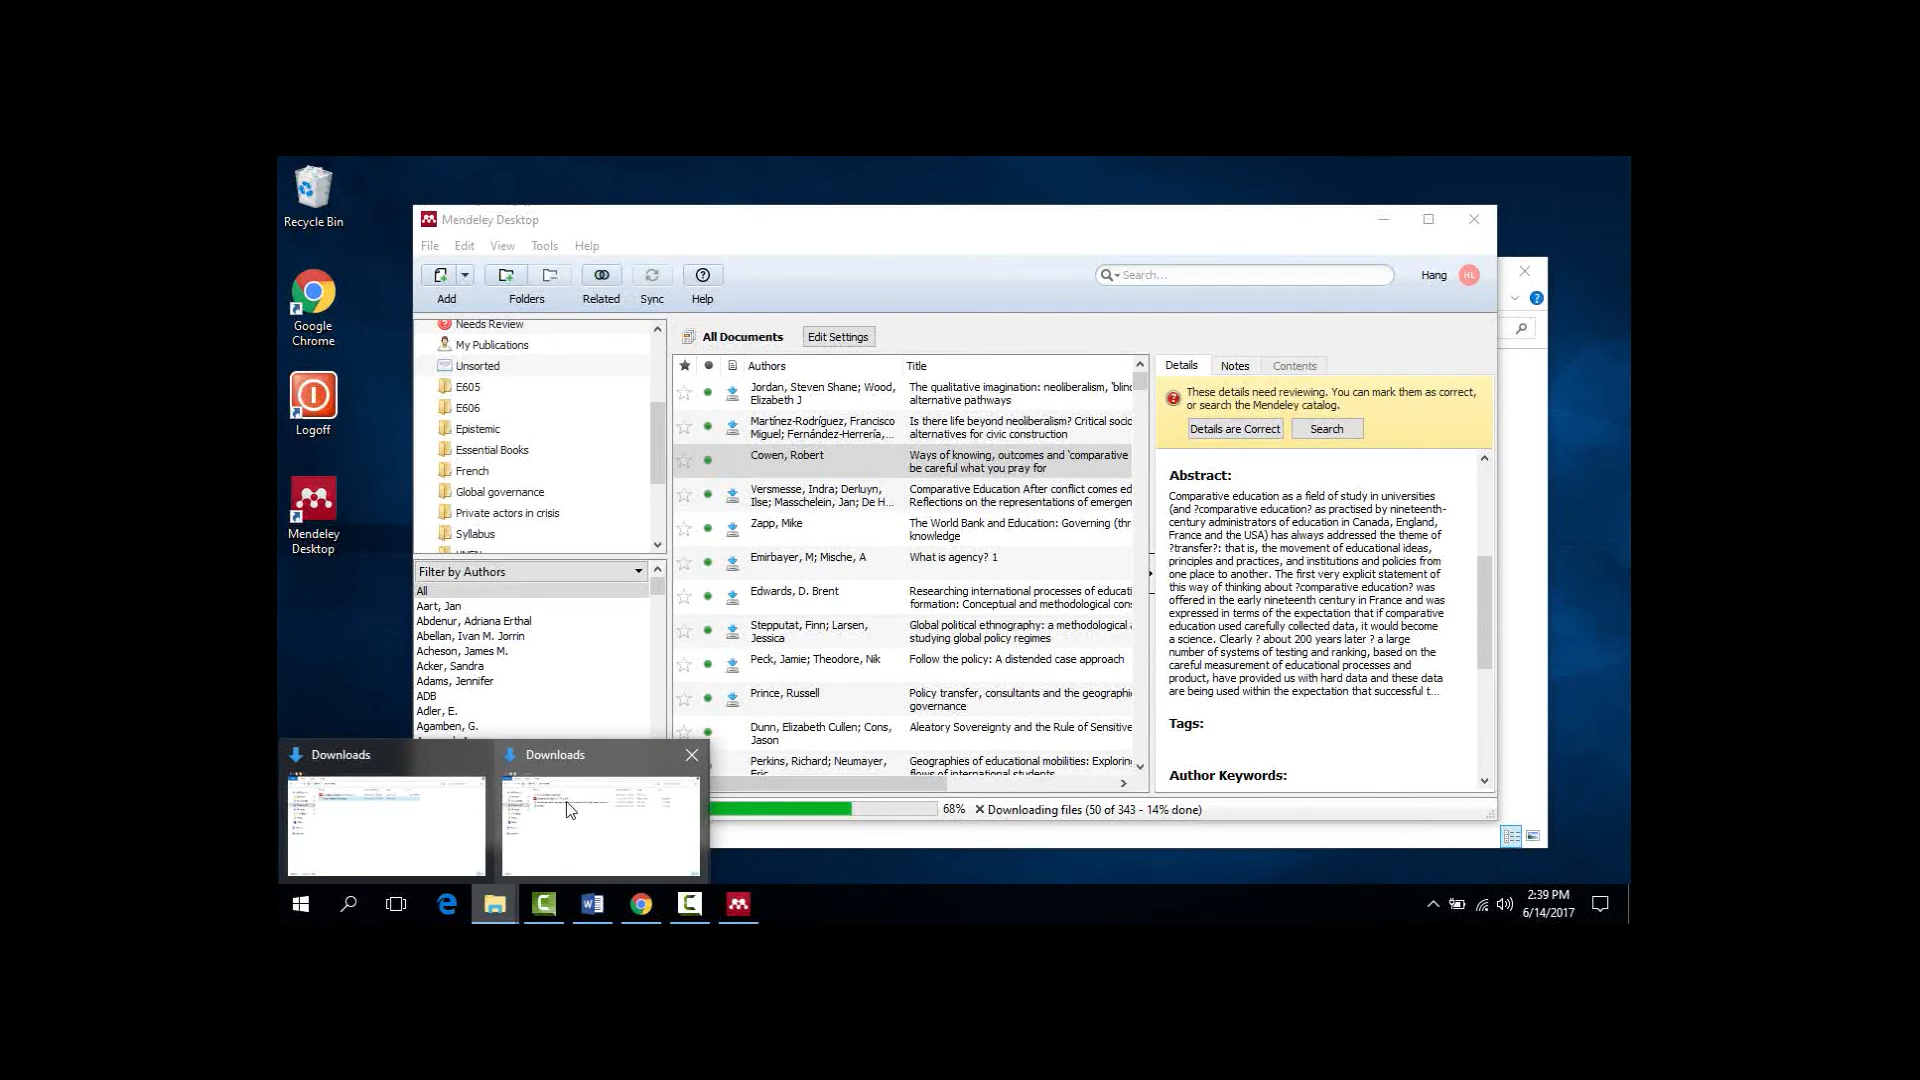 Recycle Bin
Google
Chrome
Logoff
Mendeley
Desktop
Mendeley Desktop
File Edit View Tools Help
Add Folders Related Sync Help
Search...
Hang HL
Needs Review
My Publications
Unsorted
E605
E606
Epistemic
Essential Books
French
Global governance
Private actors in crisis
Syllabus
Filter by Authors
All
Aart, Jan
Abdenur, Adriana Erthal
Abellan, Ivan M. Jorrin
Acheson, James M.
Acker, Sandra
Adams, Jennifer
ADB
Adler, E.
Agamben, G.
All Documents Edit Settings
Authors Title
Jordan, Steven Shane; Wood,
Elizabeth J
The qualitative imagination: neoliberalism, 'blind
alternative pathways
Martínez-Rodríguez, Francisco
Miguel; Fernández-Herrería,...
Is there life beyond neoliberalism? Critical socio
alternatives for civic construction
Cowen, Robert
Ways of knowing, outcomes and 'comparative
be careful what you pray for
Versmesse, Indra; Derluyn,
Ilse; Masschelein, Jan; De H...
Comparative Education After conflict comes ed
Reflections on the representations of emergen
Zapp, Mike
The World Bank and Education: Governing (thr
knowledge
Emirbayer, M; Mische, A
What is agency? 1
Edwards, D. Brent
Researching international processes of educati
formation: Conceptual and methodological con
Stepputat, Finn; Larsen,
Jessica
Global political ethnography: a methodological
studying global policy regimes
Peck, Jamie; Theodore, Nik
Follow the policy: A distended case approach
Prince, Russell
Policy transfer, consultants and the geographie
governance
Dunn, Elizabeth Cullen; Cons,
Jason
Aleatory Sovereignty and the Rule of Sensitive
Perkins, Richard; Neumayer,
Eric
Geographies of educational mobilities: Exploring
flows of international students
Details Notes Contents
These details need reviewing. You can mark them as correct,
or search the Mendeley catalog.
Details are Correct Search
Abstract:
Comparative education as a field of study in universities
(and ?comparative education? as practised by nineteenth-
century administrators of education in Canada, England,
France and the USA) has always addressed the theme of
?transfer?: that is, the movement of educational ideas,
principles and practices, and institutions and policies from
one place to another. The first very explicit statement of
this way of thinking about ?comparative education? was
offered in the early nineteenth century in France and was
expressed in terms of the expectation that if comparative
education used carefully collected data, it would become
a science. Clearly ? about 200 years later ? a large
number of systems of testing and ranking, based on the
careful measurement of educational processes and
product, have provided us with hard data and these data
are being used within the expectation that successful t...
Tags:
Author Keywords:
68% Downloading files (50 of 343 - 14% done)
Downloads
Downloads
2:39 PM
6/14/2017